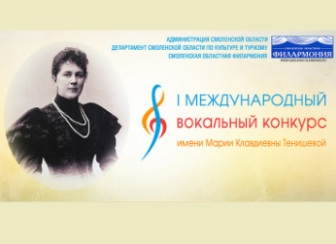 АДМИНИСТРАЦИЯ СМОЛЕНСКОЙ ОБЛАСТИ
ДЕПАРТАМЕНТ СМОЛЕНСКОЙ ОБЛАСТИ ПО КУЛЬТУРЕ И ТУРИЗМУ
СМОЛЕНСКАЯ ОБЛАСТНАЯ ФИЛАРМОНИЯ
ФИЛАРМОНИЯ
I МЕЖДУНАРОДНЫЙ
ВОКАЛЬНЫЙ КОНКУРС
имени Марии Клавдиевны Тенишевой